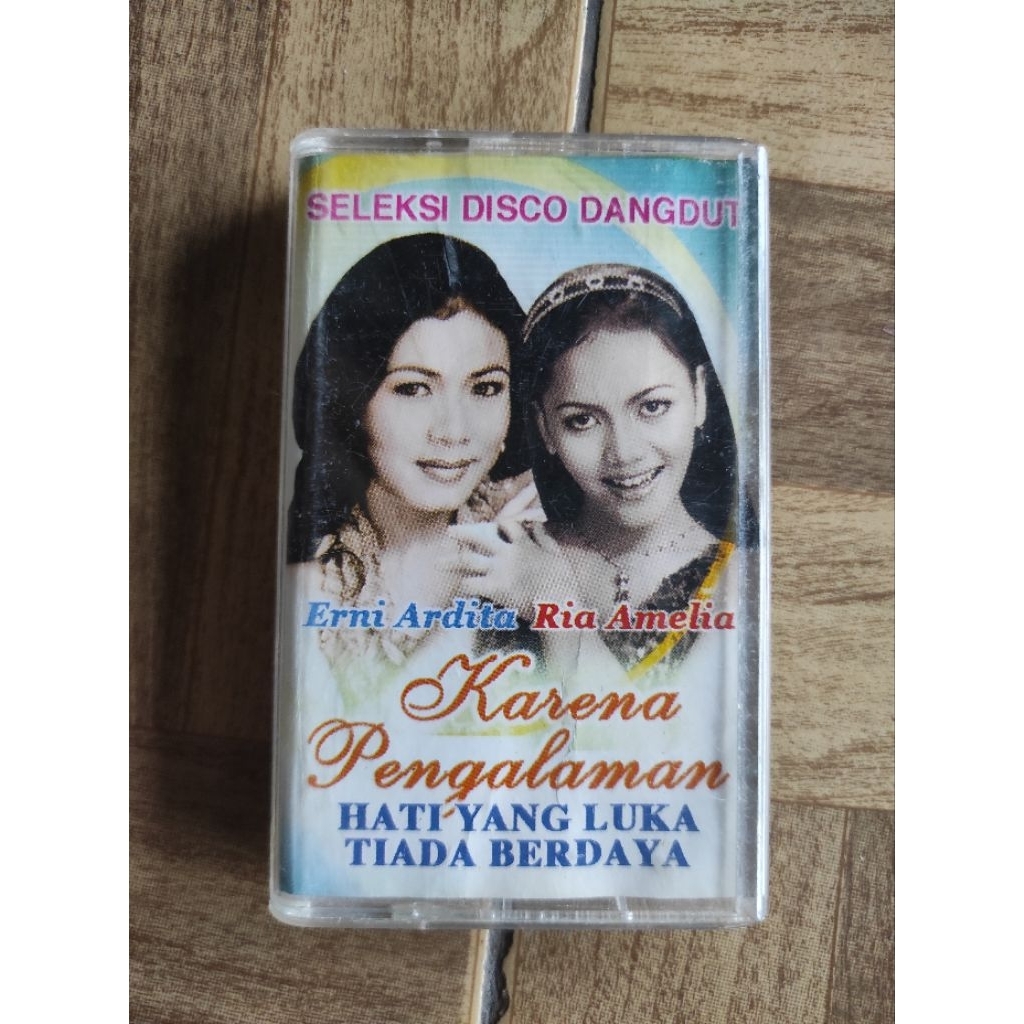 SELEKSI DISCO DANGDUT
Erni Ardita Ria Amelia
Karena
Pengalaman
HATI YANG LUKA
TIADA BERDAYA